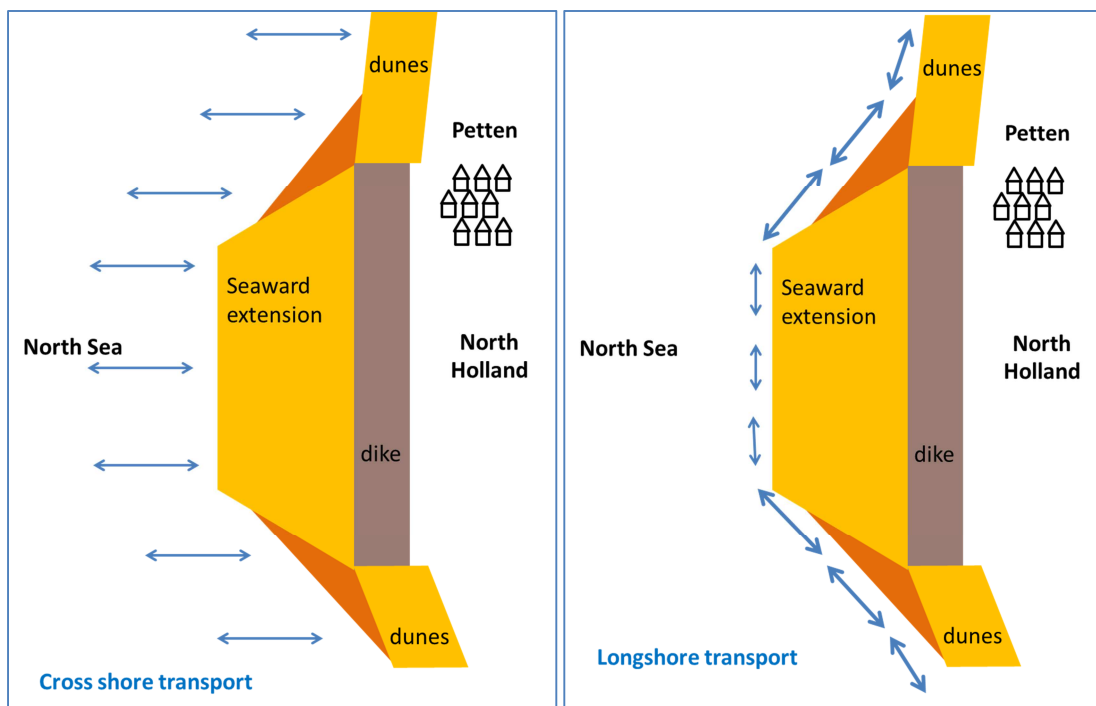 dunes
Petten
Seaward
extension
North Sea
North
Holland
dike
dunes
Cross shore transport
dunes
Petten
Seaward
extension
North Sea
North
Holland
dike
dunes
Longshore transport